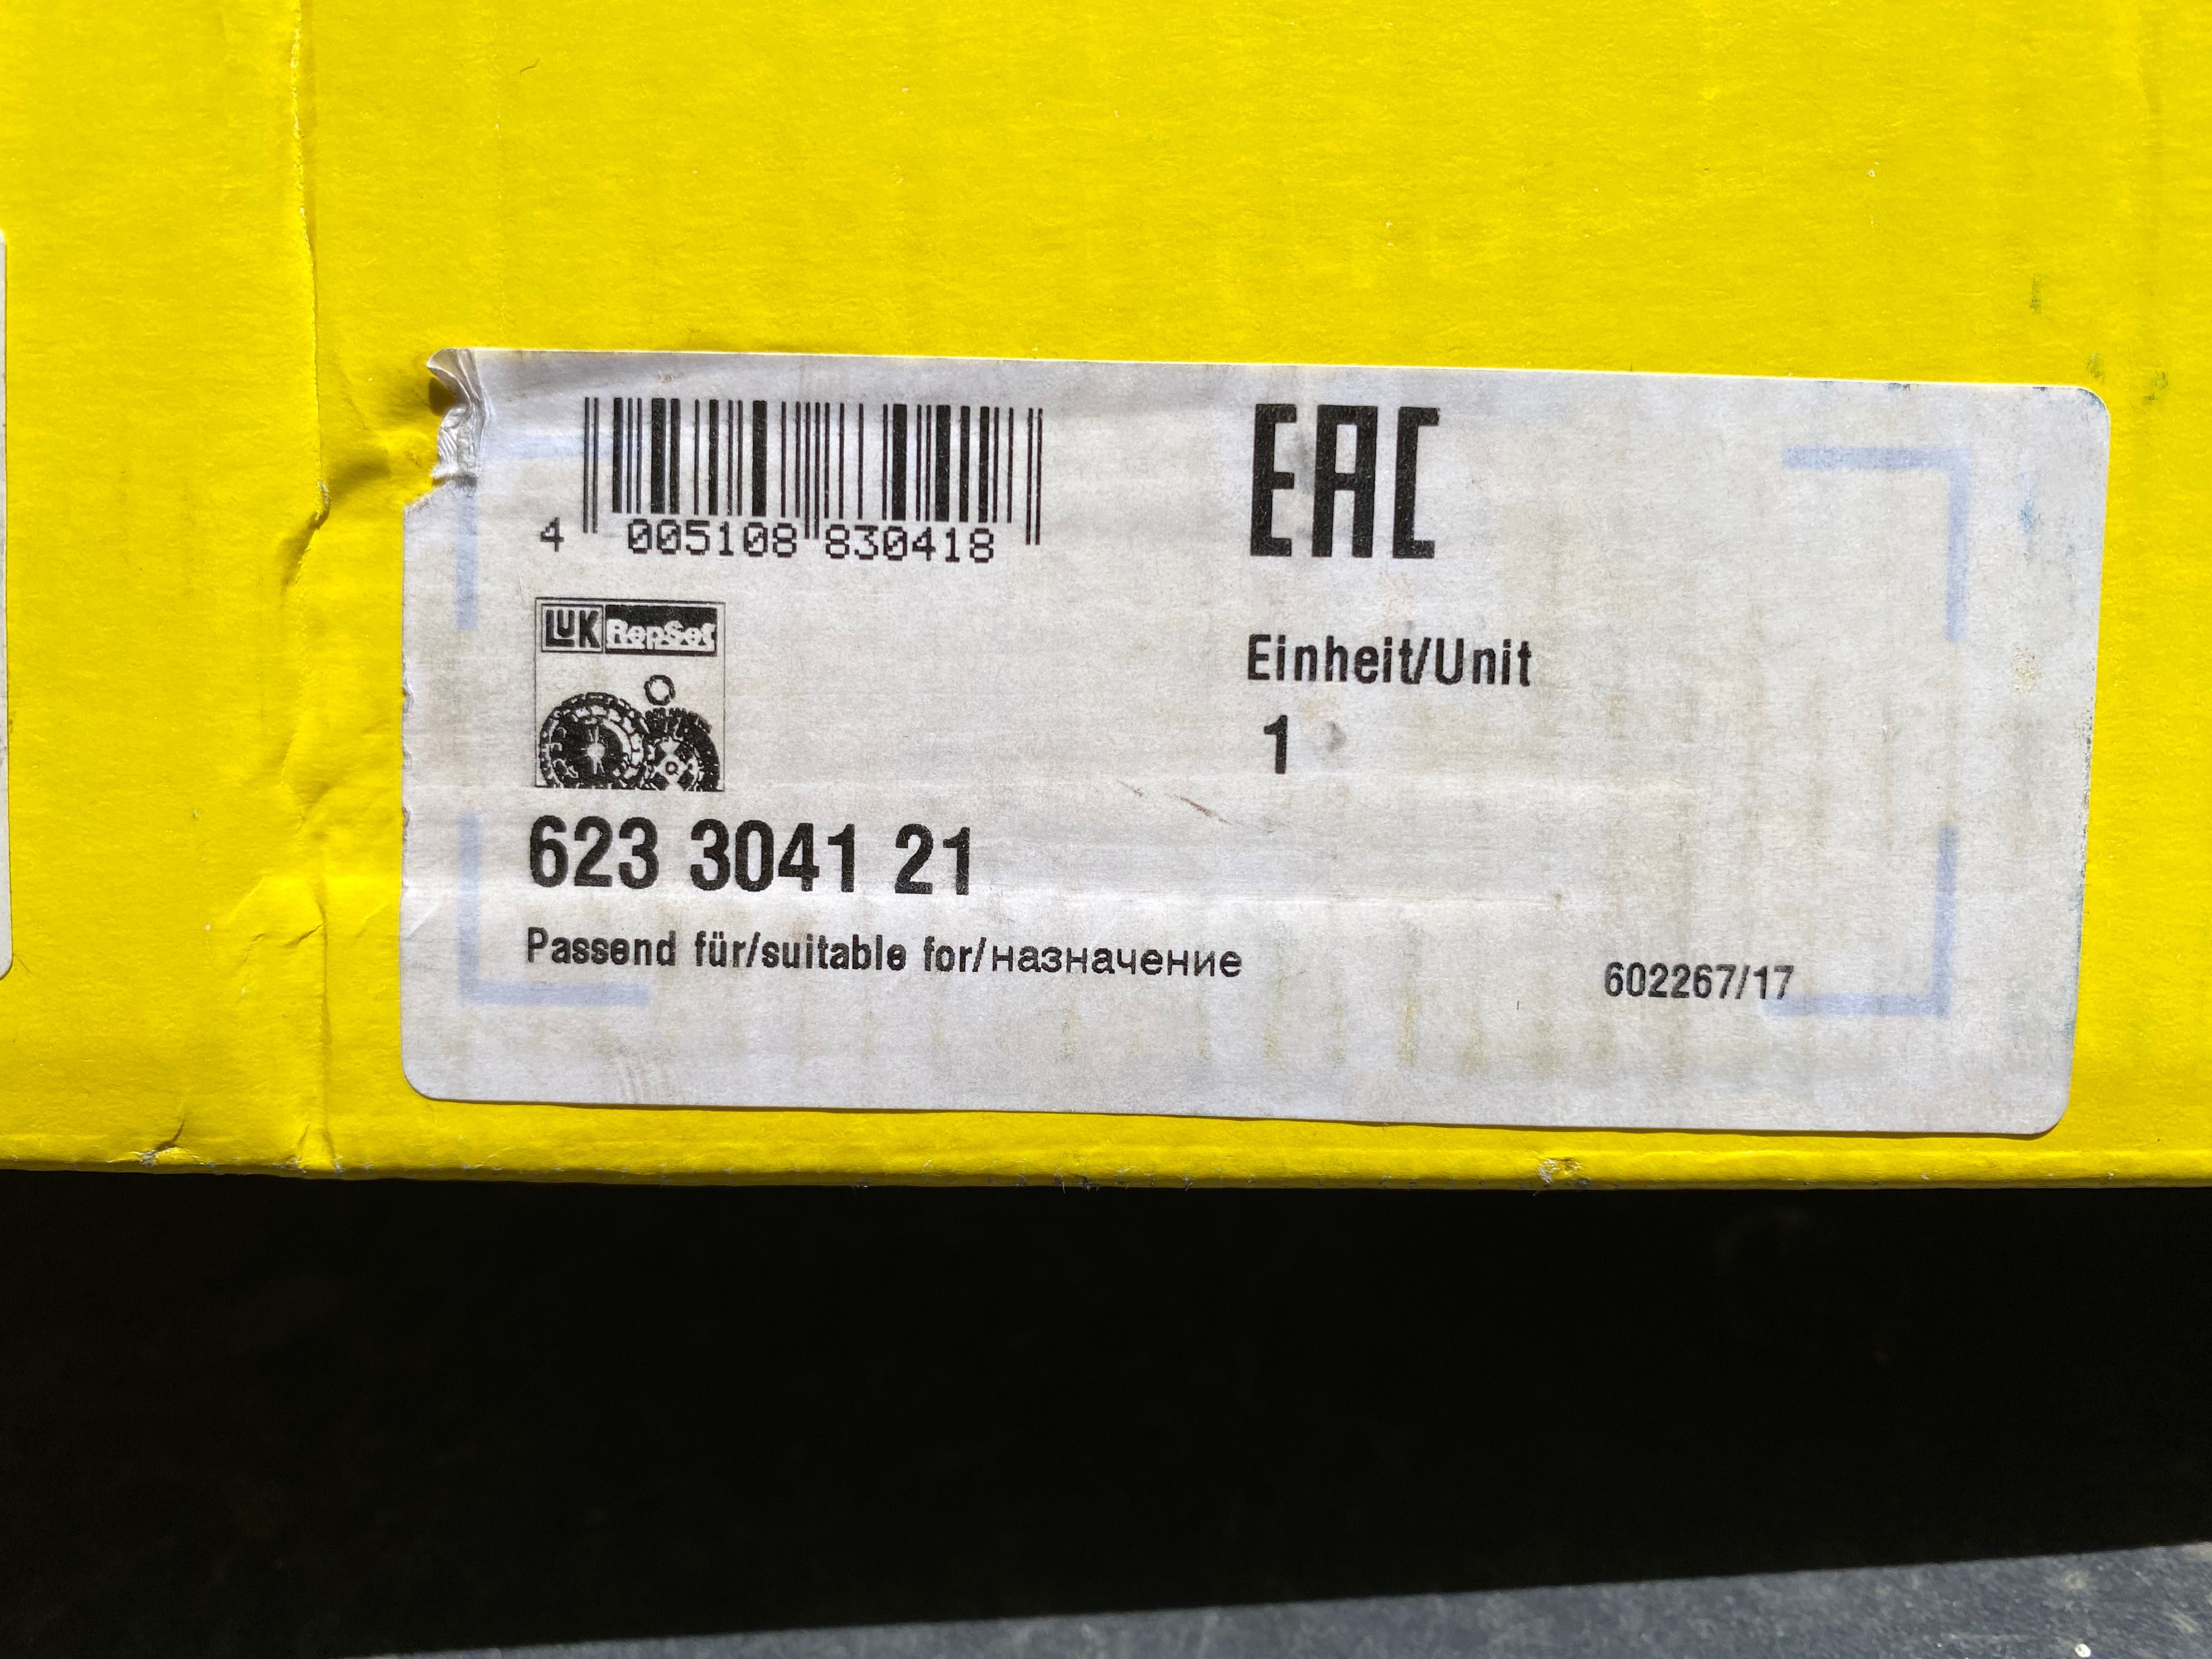 EAC
4 005108 830418
LUK RepSet
Einheit/Unit
1
623 3041 21
Passend für/suitable for/назначение
602267/17